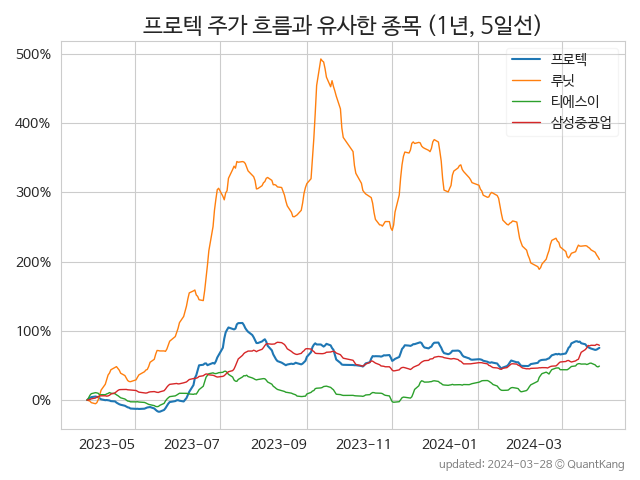 프로텍 주가 흐름과 유사한 종목 (1년, 5일선)
프로텍
루닛
티에스이
삼성중공업
500%
400%
300%
200%
100%
0%
2023-05 2023-07 2023-09 2023-11 2024-01 2024-03
updated: 2024-03-28 © QuantKang